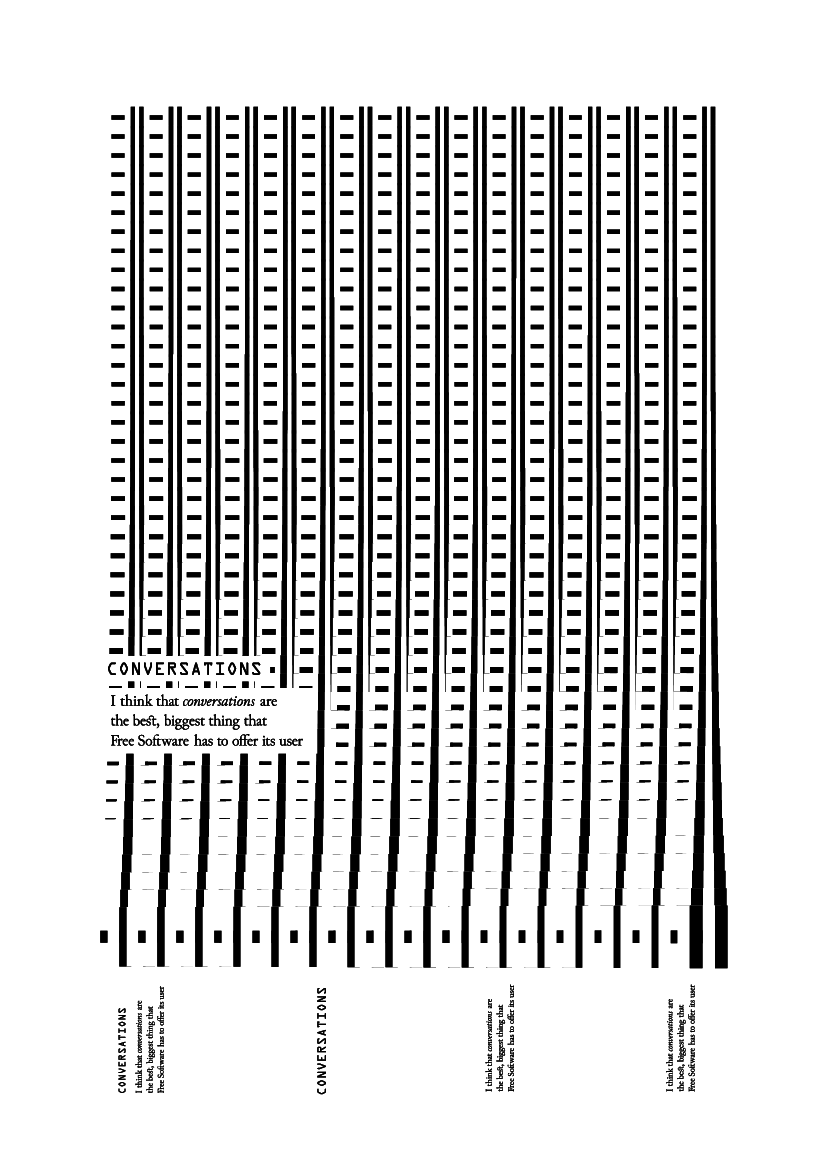 CONVERSATIONS
I think that conversations are
the best, biggest thing that
Free Software has to offer its user
CONVERSATIONS
I think that conversations are
the best, biggest thing that
Free Software has to offer its user
CONVERSATIONS
I think that conversations are
the best, biggest thing that
Free Software has to offer its user
I think that conversations are
the best, biggest thing that
Free Software has to offer its user